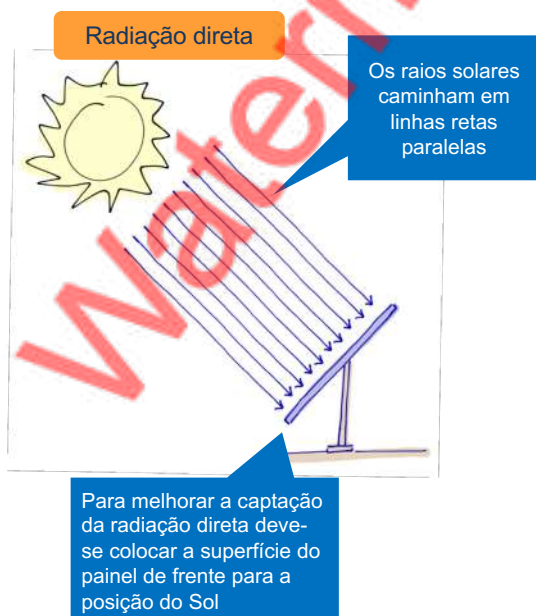 Radiação direta
Os raios solares
caminham em
linhas retas
paralelas
Para melhorar a captação
da radiação direta deve-
se colocar a superfície do
painel de frente para a
posição do Sol